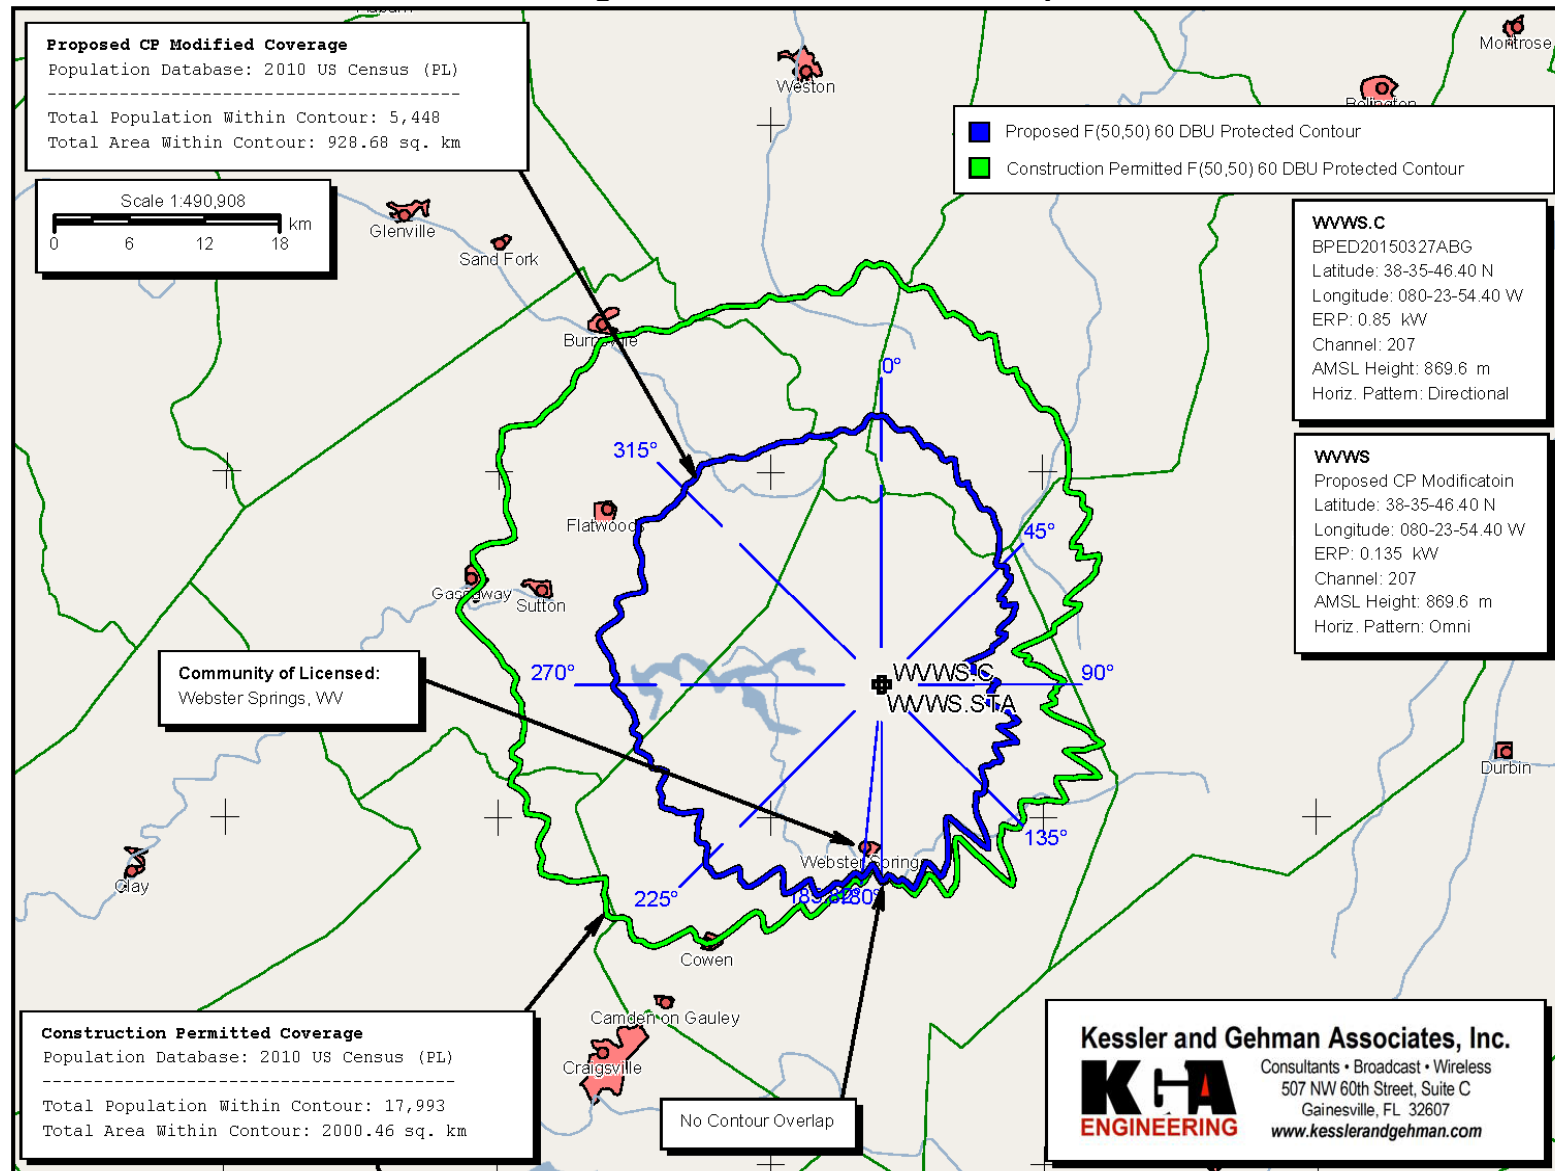 Proposed CP Modified Coverage
Population Database: 2010 US Census (PL)
----------------------------------------
Total Population Within Contour: 5,448
Total Area Within Contour: 928.68 sq. km
Scale 1:490,908
km
0 6 12 18
Weston
Montrose
Belington
Proposed F(50,50) 60 DBU Protected Contour
Construction Permitted F(50,50) 60 DBU Protected Contour
Glenville
Sand Fork
Burnsville
WVWS.C
BPED20150327ABG
Latitude: 38-35-46.40 N
Longitude: 080-23-54.40 W
ERP: 0.85 kW
Channel: 207
AMSL Height: 869.6 m
Horiz. Pattern: Directional
WVWS
Proposed CP Modificatoin
Latitude: 38-35-46.40 N
Longitude: 080-23-54.40 W
ERP: 0.135 kW
Channel: 207
AMSL Height: 869.6 m
Horiz. Pattern: Omni
0°
315°
45°
Flatwoods
Gassaway
Sutton
Community of Licensed:
Webster Springs, WV
270°
90°
WVWS.C
WVWS.STA
Durbin
135°
Webster Springs
Clay
225°
180°
Cowen
Camden on Gauley
Craigsville
Construction Permitted Coverage
Population Database: 2010 US Census (PL)
----------------------------------------
Total Population Within Contour: 17,993
Total Area Within Contour: 2000.46 sq. km
No Contour Overlap
Kessler and Gehman Associates, Inc.
KGA
ENGINEERING
Consultants • Broadcast • Wireless
507 NW 60th Street, Suite C
Gainesville, FL 32607
www.kesslerandgehman.com